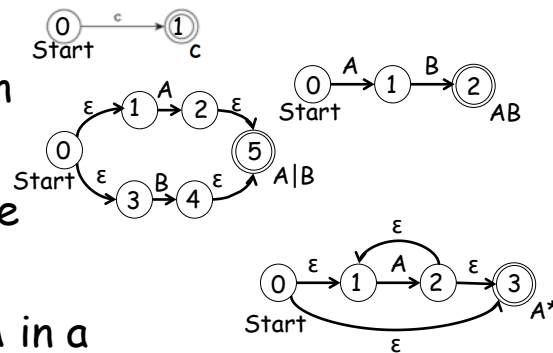 c
0 1
Start c
n
A B
0 1 2
Start AB
ε A ε
1 2
0 5
Start A|B
ε B ε
3 4
e
ε
ε A ε
0 1 2 3
Start A*
ε
in a